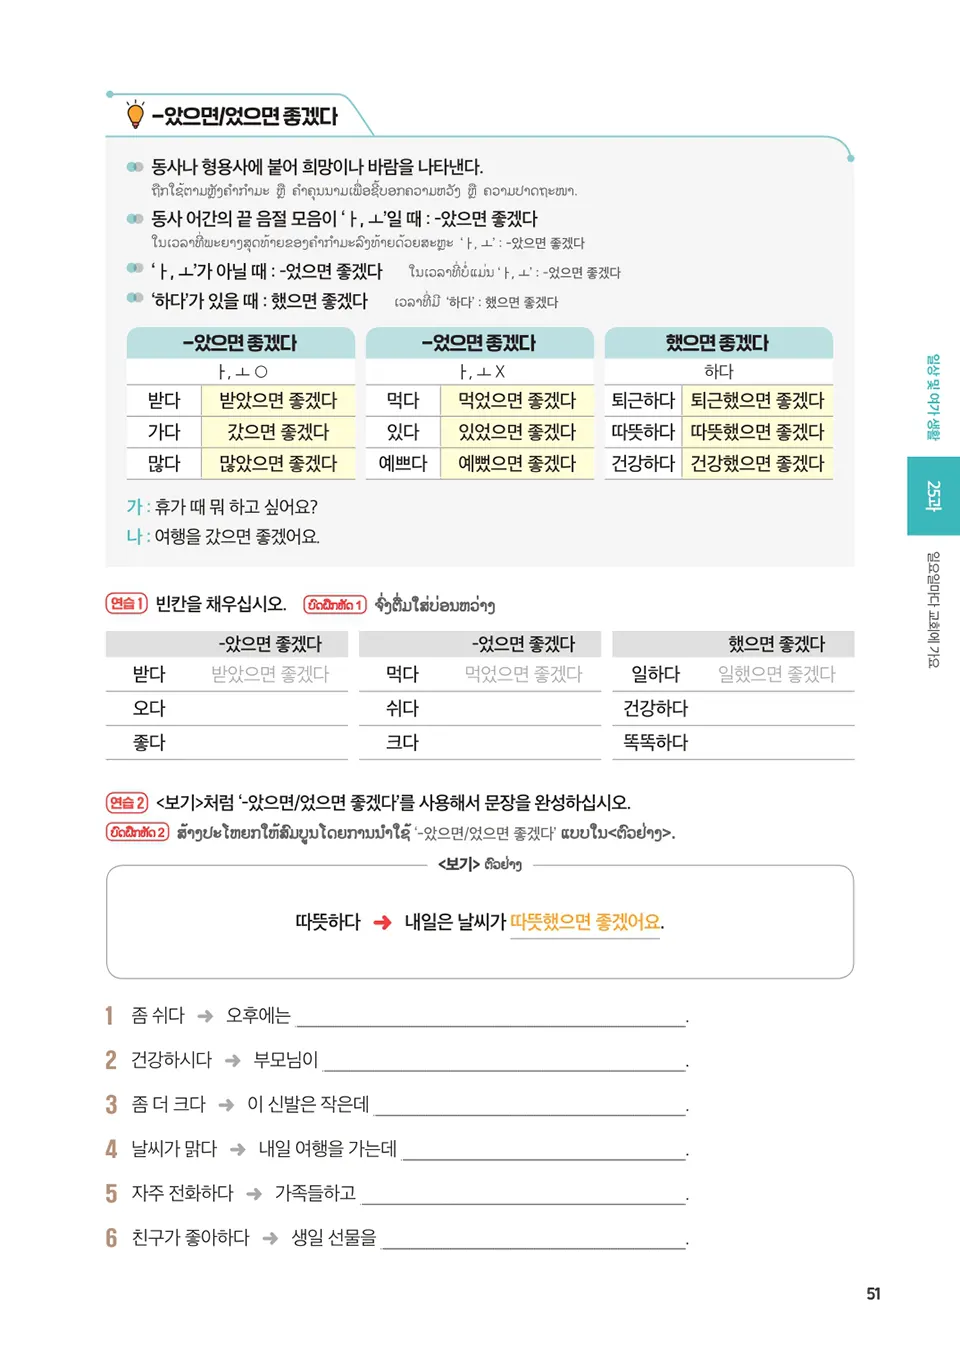 -았으면/었으면 좋겠다
동사나 형용사에 붙어 희망이나 바람을 나타낸다.
ຖືກໃຊ້ຕາມຫຼັງຄໍາກໍາມະ ຫຼື ຄໍາຄຸນນາມເພື່ອຊີ້ບອກຄວາມຫວັງ ຫຼື ຄວາມປາດຖະໜາ.
동사 어간의 끝 음절 모음이 ‘ㅏ, ㅗ’일 때 : -았으면 좋겠다
ໃນເວລາທີ່ພະຍາງສຸດທ້າຍຂອງຄໍາກໍາມະລົງທ້າຍດ້ວຍສະຫຼະ ‘ㅏ, ㅗ’ : -았으면 좋겠다
‘ㅏ, ㅗ’가 아닐 때 : -었으면 좋겠다 ໃນເວລາທີ່ບໍ່ແມ່ນ ‘ㅏ, ㅗ’ : -었으면 좋겠다
‘하다’가 있을 때 : 했으면 좋겠다 ເວລາທີ່ມີ ‘하다’ : 했으면 좋겠다
-았으면 좋겠다 -었으면 좋겠다 했으면 좋겠다
ㅏ, ㅗ O ㅏ, ㅗ X 하다
받다 받았으면 좋겠다 먹다 먹었으면 좋겠다 퇴근하다 퇴근했으면 좋겠다
가다 갔으면 좋겠다 있다 있었으면 좋겠다 따뜻하다 따뜻했으면 좋겠다
많다 많았으면 좋겠다 예쁘다 예뻤으면 좋겠다 건강하다 건강했으면 좋겠다
가 : 휴가 때 뭐 하고 싶어요?
나 : 여행을 갔으면 좋겠어요.
연습 1 빈칸을 채우십시오. ບົດຝຶກຫັດ 1 ຈົ່ງຕື່ມໃສ່ບ່ອນຫວ່າງ
-았으면 좋겠다 -었으면 좋겠다 했으면 좋겠다
받다 받았으면 좋겠다 먹다 먹었으면 좋겠다 일하다 일했으면 좋겠다
오다 쉬다 건강하다
좋다 크다 똑똑하다
연습 2 <보기>처럼 ‘-았으면/었으면 좋겠다’를 사용해서 문장을 완성하십시오.
ບົດຝຶກຫັດ 2 ສ້າງປະໂຫຍກໃຫ້ສົມບູນໂດຍການນໍາໃຊ້ ‘-았으면/었으면 좋겠다’ ແບບໃນ<ຕົວຢ່າງ>.
<보기> ຕົວຢ່າງ
따뜻하다 ➜ 내일은 날씨가 따뜻했으면 좋겠어요.
1 좀 쉬다 ➜ 오후에는 .
2 건강하시다 ➜ 부모님이 .
3 좀 더 크다 ➜ 이 신발은 작은데 .
4 날씨가 맑다 ➜ 내일 여행을 가는데 .
5 자주 전화하다 ➜ 가족들하고 .
6 친구가 좋아하다 ➜ 생일 선물을 .
일상 및 여가 생활
25과
일요일마다 교회에 가요
51